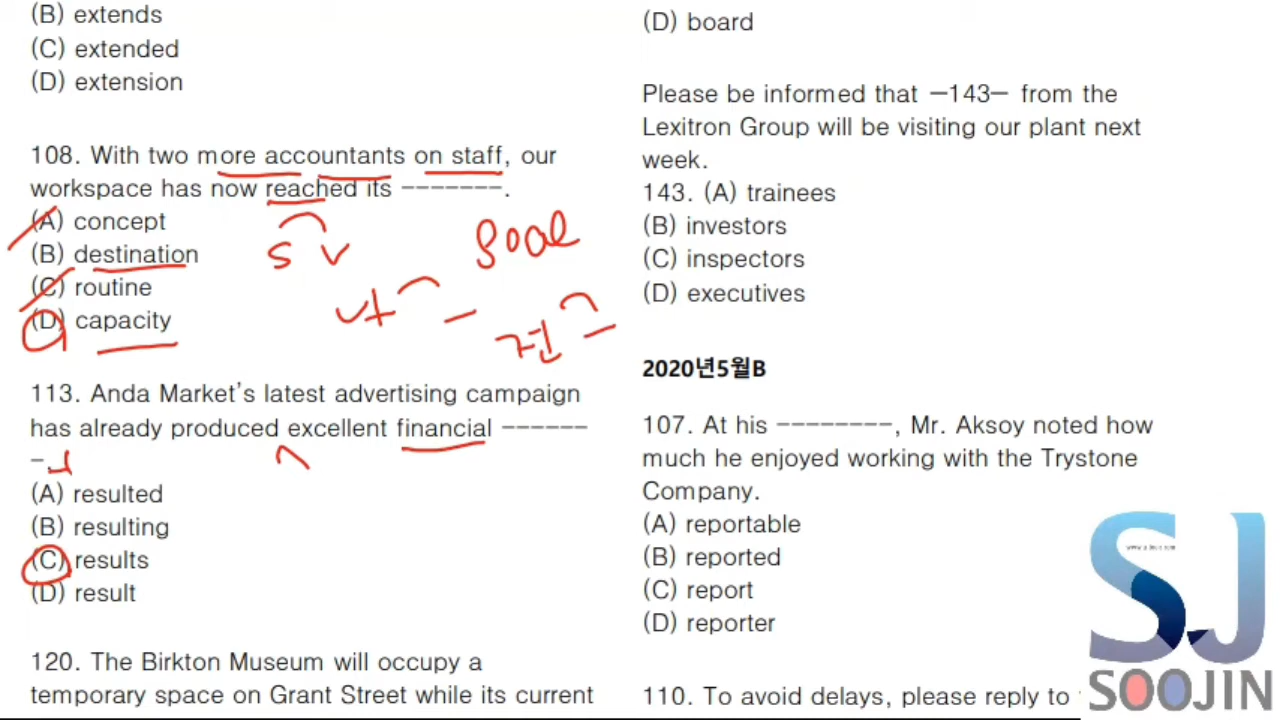 (B) extends
(C) extended
(D) extension
108. With two more accountants on staff, our
workspace has now reached its -------.
(A) concept
(B) destination
(C) routine
(D) capacity
S V
goal
113. Anda Market's latest advertising campaign
has already produced excellent financial ------
-.
(A) resulted
(B) resulting
(C) results
(D) result
120. The Birkton Museum will occupy a
temporary space on Grant Street while its current
(D) board
Please be informed that —143— from the
Lexitron Group will be visiting our plant next
week.
143. (A) trainees
(B) investors
(C) inspectors
(D) executives
2020년5월B
107. At his --------, Mr. Aksoy noted how
much he enjoyed working with the Trystone
Company.
(A) reportable
(B) reported
(C) report
(D) reporter
110. To avoid delays, please reply to
SJ
SOOJIN